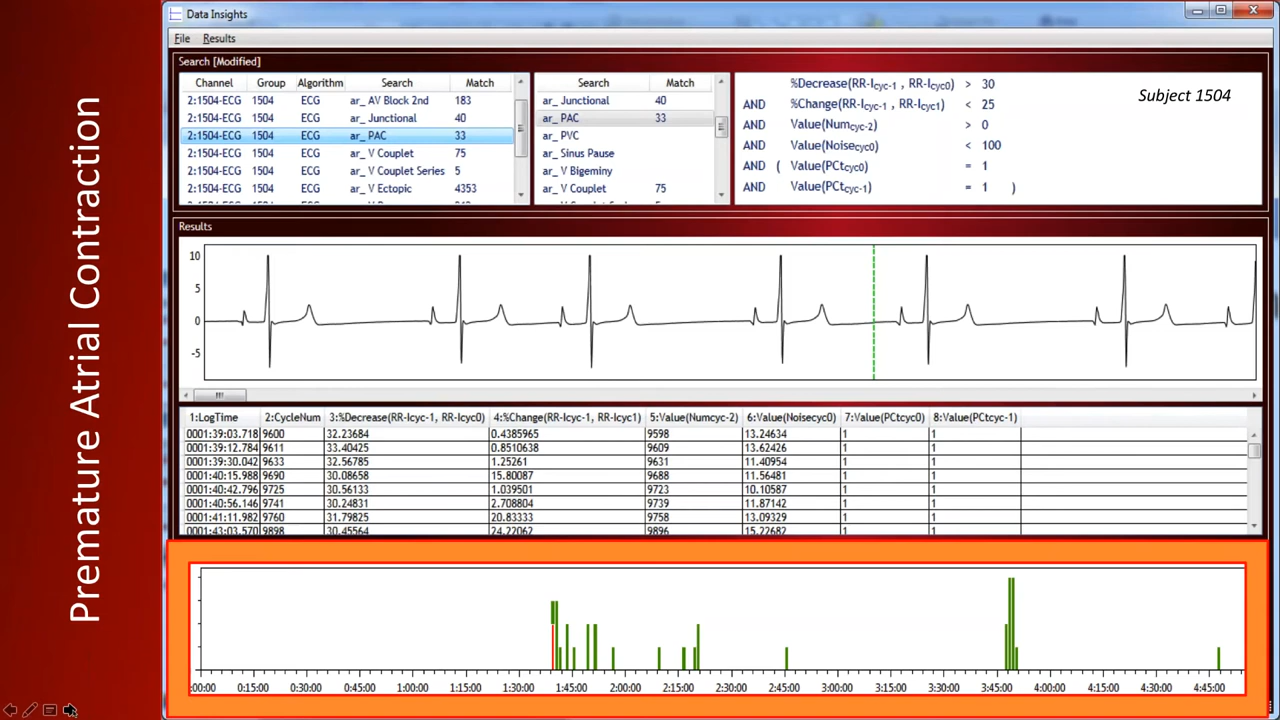 Premature Atrial Contraction
Data Insights
File Results
Search [Modified]
Channel Group Algorithm Search Match
2:1504-ECG 1504 ECG ar_ AV Block 2nd 183
2:1504-ECG 1504 ECG ar_ Junctional 40
2:1504-ECG 1504 ECG ar_ PAC 33
2:1504-ECG 1504 ECG ar_ V Couplet 75
2:1504-ECG 1504 ECG ar_ V Couplet Series 5
2:1504-ECG 1504 ECG ar_ V Ectopic 4353
Search Match
ar_ Junctional 40
ar_ PAC 33
ar_ PVC
ar_ Sinus Pause
ar_ V Bigeminy
ar_ V Couplet 75
%Decrease(RR-Icyc-1 , RR-Icyc0) > 30
AND %Change(RR-Icyc-1 , RR-Icyc1) < 25
AND Value(Numcyc-2) > 0
AND Value(Noisecyc0) < 100
AND ( Value(PCtcyc0) = 1
AND Value(PCtcyc-1) = 1 )
Subject 1504
Results
10
5
0
-5
1:LogTime 2:CycleNum 3:%Decrease(RR-Icyc-1, RR-Icyc0) 4:%Change(RR-Icyc-1, RR-Icyc1) 5:Value(Numcyc-2) 6:Value(Noisecyc0) 7:Value(PCtcyc0) 8:Value(PCtcyc-1)
0001:39:03.718 9600 32.23684 0.4385965 9598 13.24634 1 1
0001:39:12.784 9611 33.40425 0.8510638 9609 13.62426 1 1
0001:39:30.042 9633 32.56785 1.25261 9631 11.40954 1 1
0001:40:15.988 9690 30.08658 15.80087 9688 11.56481 1 1
0001:40:42.796 9725 30.56133 1.039501 9723 10.10587 1 1
0001:40:56.146 9741 30.24831 2.708804 9739 11.87142 1 1
0001:41:11.982 9760 31.79825 20.83333 9758 13.09329 1 1
0001:43:03.570 9898 30.45564 24.22062 9896 15.22682 1 1
:00:00 0:15:00 0:30:00 0:45:00 1:00:00 1:15:00 1:30:00 1:45:00 2:00:00 2:15:00 2:30:00 2:45:00 3:00:00 3:15:00 3:30:00 3:45:00 4:00:00 4:15:00 4:30:00 4:45:00